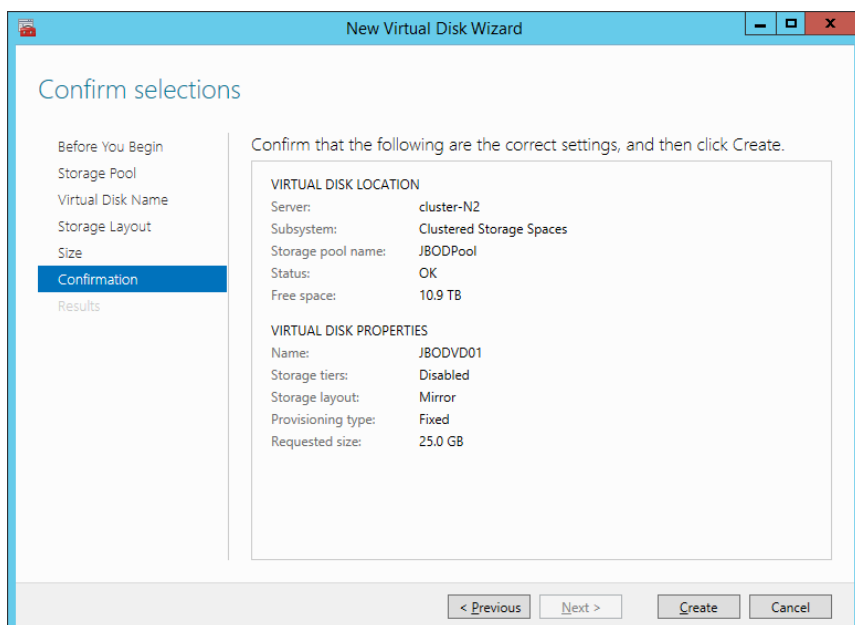 New Virtual Disk Wizard
Confirm selections
Before You Begin
Storage Pool
Virtual Disk Name
Storage Layout
Size
Confirmation
Results
Confirm that the following are the correct settings, and then click Create.
VIRTUAL DISK LOCATION
Server: cluster-N2
Subsystem: Clustered Storage Spaces
Storage pool name: JBODPool
Status: OK
Free space: 10.9 TB
VIRTUAL DISK PROPERTIES
Name: JBODVD01
Storage tiers: Disabled
Storage layout: Mirror
Provisioning type: Fixed
Requested size: 25.0 GB
< Previous Next > Create Cancel